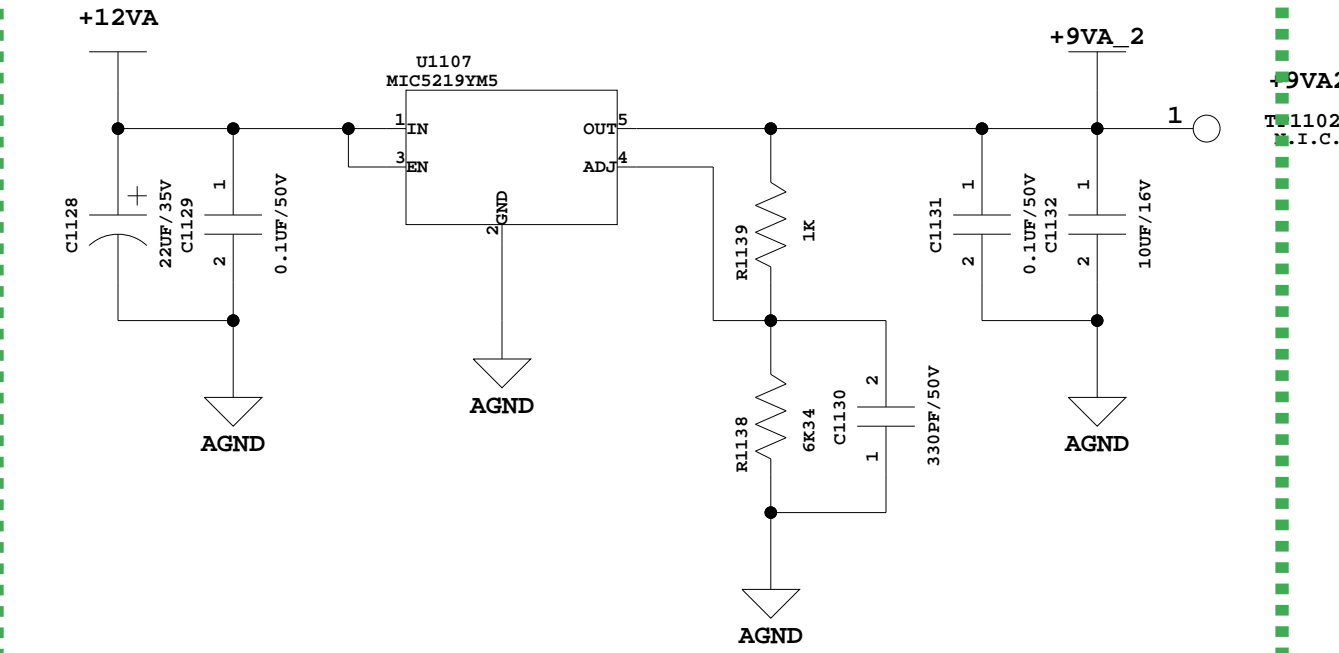 +12VA
U1107
MIC5219YM5
1
IN
3
EN
OUT
5
ADJ
4
2
GND
AGND
C1128
22UF/35V
C1129
1
2
0.1UF/50V
AGND
R1139
1K
R1138
6K34
C1130
2
1
330PF/50V
AGND
C1131
1
2
0.1UF/50V
C1132
1
2
10UF/16V
AGND
+9VA_2
1
+9VA2